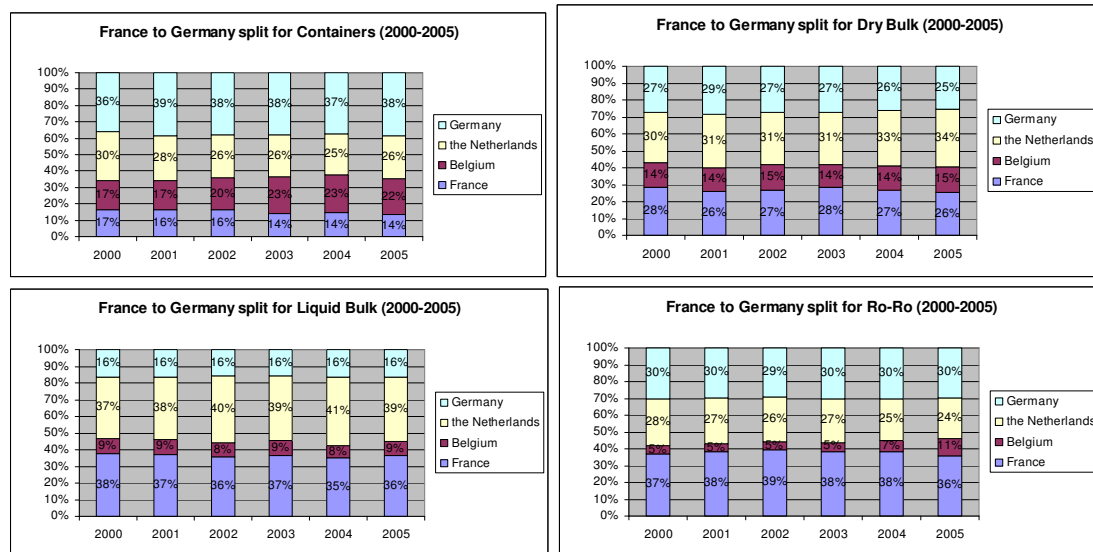 France to Germany split for Containers (2000-2005)
100%
90%
80%
70%
60%
50%
40%
30%
20%
10%
0%
36% 39% 38% 38% 37% 38%
30% 28% 26% 26% 25% 26%
17% 17% 20% 23% 23% 22%
17% 16% 16% 14% 14% 14%
2000 2001 2002 2003 2004 2005
Germany
the Netherlands
Belgium
France
France to Germany split for Dry Bulk (2000-2005)
100%
90%
80%
70%
60%
50%
40%
30%
20%
10%
0%
27% 29% 27% 27% 26% 25%
30% 31% 31% 31% 33% 34%
14% 14% 15% 14% 14% 15%
28% 26% 27% 28% 27% 26%
2000 2001 2002 2003 2004 2005
Germany
the Netherlands
Belgium
France
France to Germany split for Liquid Bulk (2000-2005)
100%
90%
80%
70%
60%
50%
40%
30%
20%
10%
0%
16% 16% 16% 16% 16% 16%
37% 38% 40% 39% 41% 39%
9% 9% 8% 9% 8% 9%
38% 37% 36% 37% 35% 36%
2000 2001 2002 2003 2004 2005
Germany
the Netherlands
Belgium
France
France to Germany split for Ro-Ro (2000-2005)
100%
90%
80%
70%
60%
50%
40%
30%
20%
10%
0%
30% 30% 29% 30% 30% 30%
28% 27% 26% 27% 25% 24%
5% 5% 5% 5% 7% 11%
37% 38% 39% 38% 38% 36%
2000 2001 2002 2003 2004 2005
Germany
the Netherlands
Belgium
France